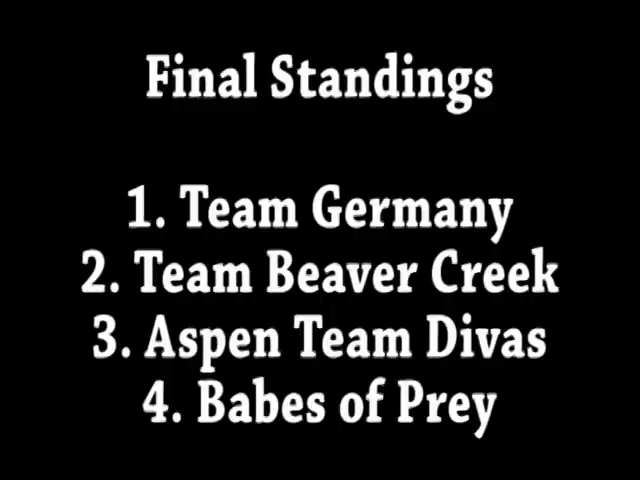 Final Standings
1. Team Germany
2. Team Beaver Creek
3. Aspen Team Divas
4. Babes of Prey